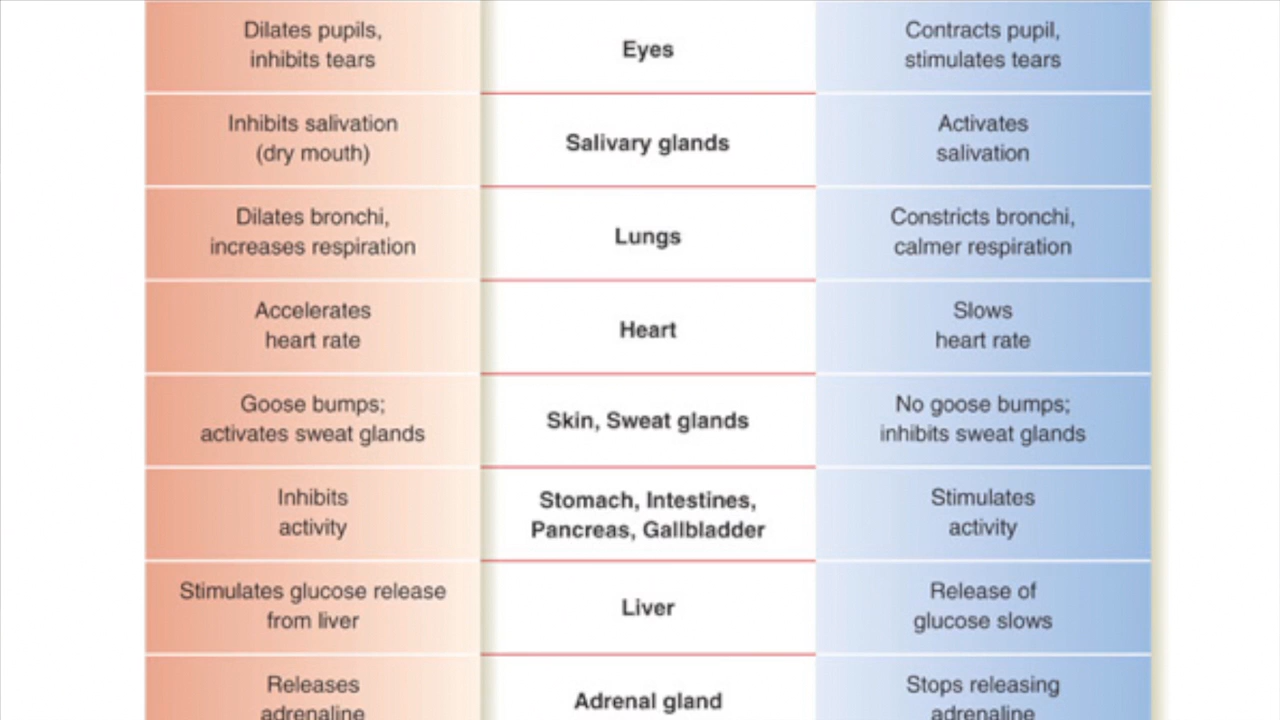 Dilates pupils,
inhibits tears
Eyes
Contracts pupil,
stimulates tears
Inhibits salivation
(dry mouth)
Salivary glands
Activates
salivation
Dilates bronchi,
increases respiration
Lungs
Constricts bronchi,
calmer respiration
Accelerates
heart rate
Heart
Slows
heart rate
Goose bumps;
activates sweat glands
Skin, Sweat glands
No goose bumps;
inhibits sweat glands
Inhibits
activity
Stomach, Intestines,
Pancreas, Gallbladder
Stimulates
activity
Stimulates glucose release
from liver
Liver
Release of
glucose slows
Releases
adrenaline
Adrenal gland
Stops releasing
adrenaline